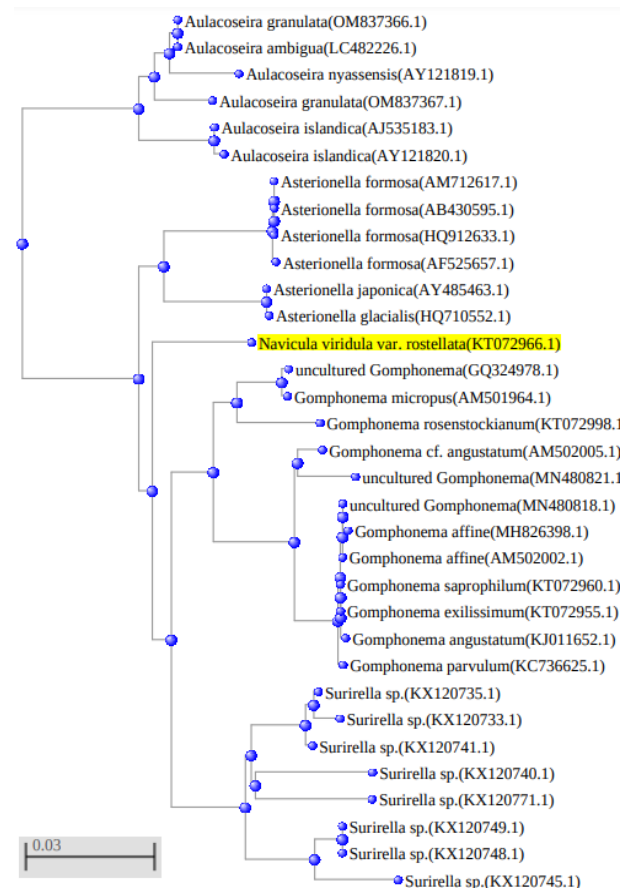 Aulacoseira granulata(OM837366.1)
Aulacoseira ambigua(LC482226.1)
Aulacoseira nyassensis(AY121819.1)
Aulacoseira granulata(OM837367.1)
Aulacoseira islandica(AJ535183.1)
Aulacoseira islandica(AY121820.1)
Asterionella formosa(AM712617.1)
Asterionella formosa(AB430595.1)
Asterionella formosa(HQ912633.1)
Asterionella formosa(AF525657.1)
Asterionella japonica(AY485463.1)
Asterionella glacialis(HQ710552.1)
Navicula viridula var. rostellata(KT072966.1)
uncultured Gomphonema(GQ324978.1)
Gomphonema micropus(AM501964.1)
Gomphonema rosenstockianum(KT072998.1
Gomphonema cf. angustatum(AM502005.1)
uncultured Gomphonema(MN480821.1
uncultured Gomphonema(MN480818.1)
Gomphonema affine(MH826398.1)
Gomphonema affine(AM502002.1)
Gomphonema saprophilum(KT072960.1)
Gomphonema exilissimum(KT072955.1)
Gomphonema angustatum(KJ011652.1)
Gomphonema parvulum(KC736625.1)
Surirella sp.(KX120735.1)
Surirella sp.(KX120733.1)
Surirella sp.(KX120741.1)
Surirella sp.(KX120740.1)
Surirella sp.(KX120771.1)
Surirella sp.(KX120749.1)
Surirella sp.(KX120748.1)
Surirella sp.(KX120745.1)
0.03